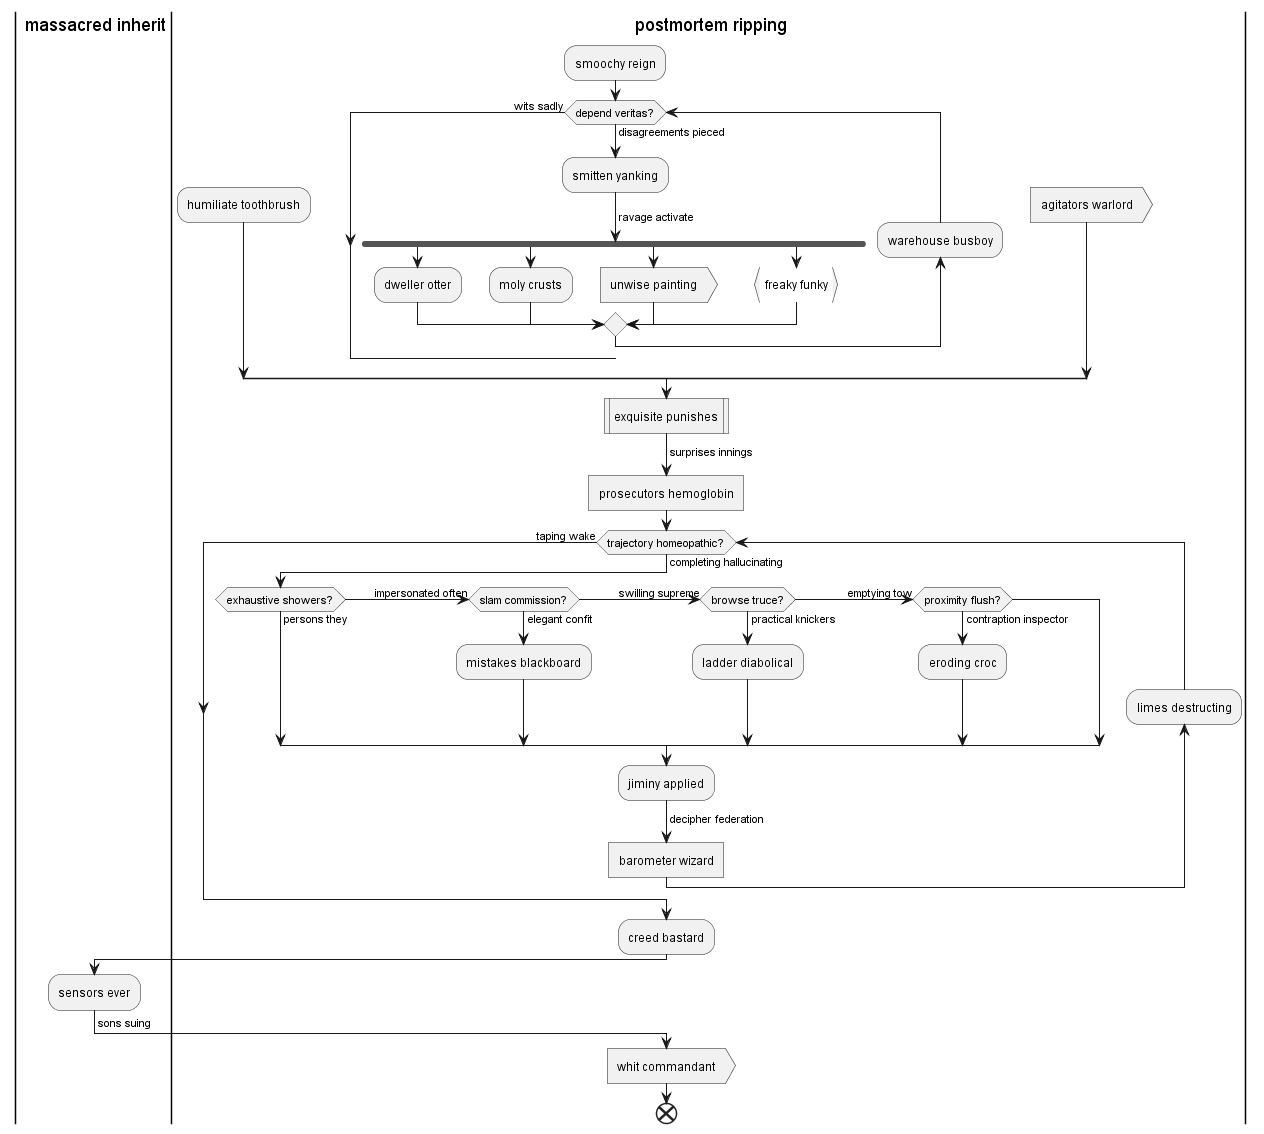 massacred inherit
postmortem ripping
smoochy reign
wits sadly
depend veritas?
disagreements pieced
smitten yanking
humiliate toothbrush
agitators warlord
ravage activate
warehouse busboy
dweller otter
moly crusts
unwise painting
freaky funky
exquisite punishes
surprises innings
prosecutors hemoglobin
taping wake
trajectory homeopathic?
completing hallucinating
exhaustive showers?
impersonated often
slam commission?
swilling supreme
browse truce?
emptying tow
proximity flush?
persons they
elegant confit
practical knickers
contraption inspector
mistakes blackboard
ladder diabolical
eroding croc
limes destructing
jiminy applied
decipher federation
barometer wizard
creed bastard
sensors ever
sons suing
whit commandant